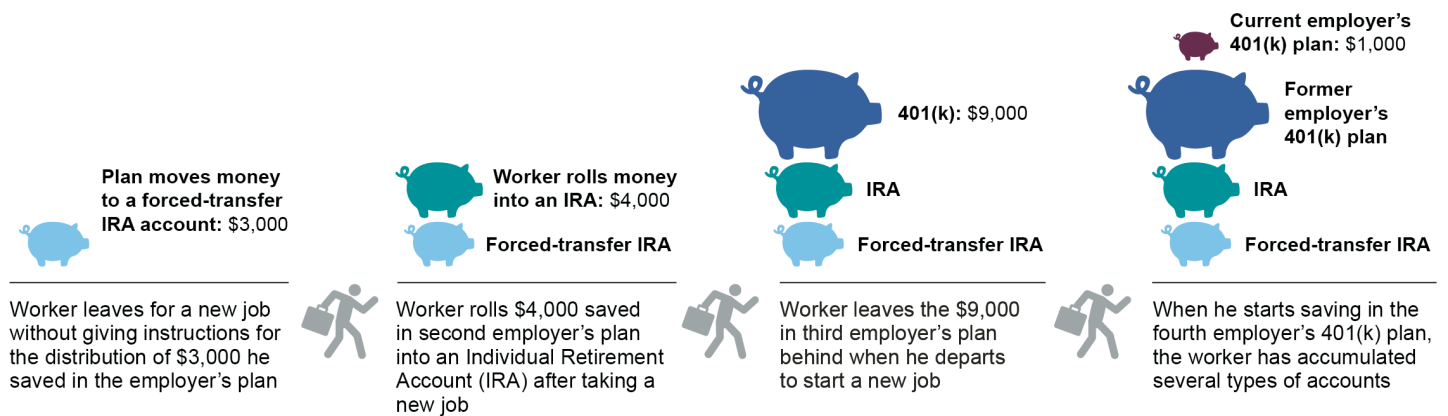 Plan moves money
to a forced-transfer
IRA account: $3,000
Worker leaves for a new job
without giving instructions for
the distribution of $3,000 he
saved in the employer’s plan
Worker rolls money
into an IRA: $4,000
Forced-transfer IRA
Worker rolls $4,000 saved
in second employer’s plan
into an Individual Retirement
Account (IRA) after taking a
new job
401(k): $9,000
IRA
Forced-transfer IRA
Worker leaves the $9,000
in third employer’s plan
behind when he departs
to start a new job
Current employer’s
401(k) plan: $1,000
Former
employer’s
401(k) plan
IRA
Forced-transfer IRA
When he starts saving in the
fourth employer’s 401(k) plan,
the worker has accumulated
several types of accounts